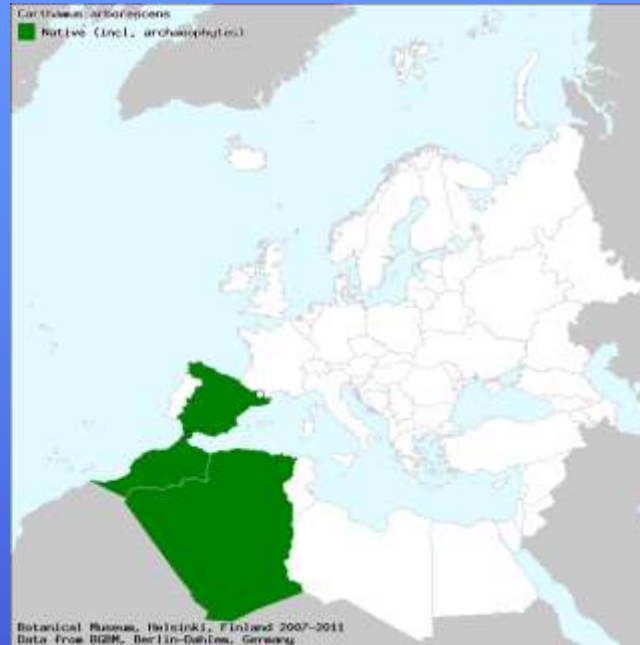 Carthamus arborescens
Native (incl. archaeophytes)
Botanical Museum, Helsinki, Finland 2007-2011
Data from BGBM, Berlin-Dahlem, Germany